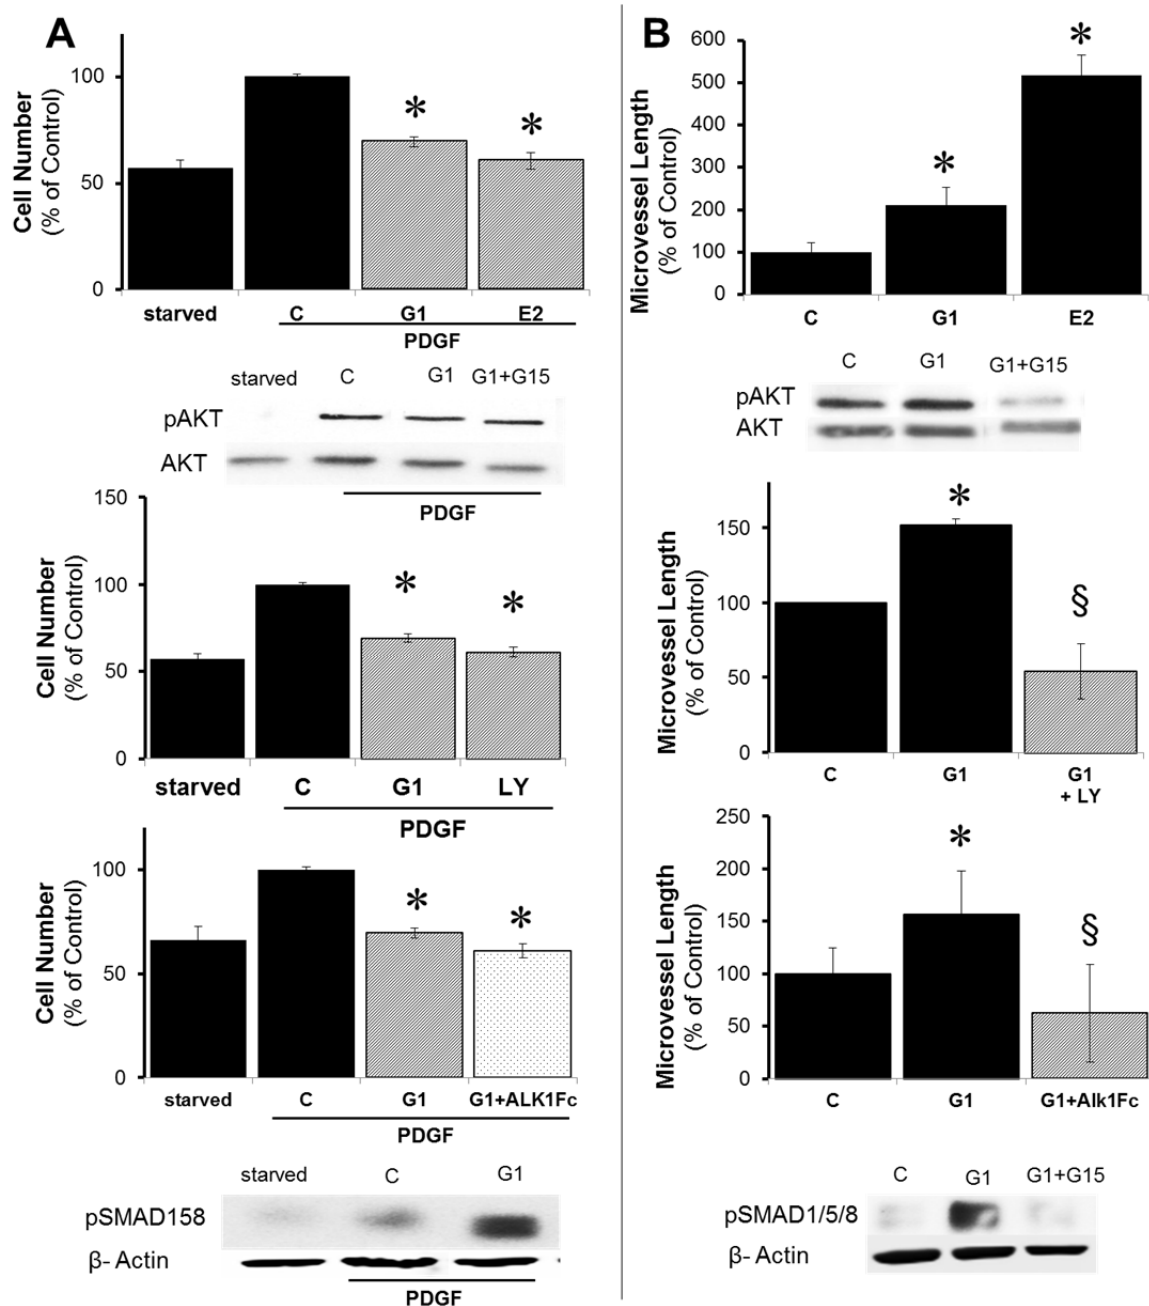 A
Cell Number
(% of Control)
100
50
0
*
*
starved
C
G1
E2
PDGF
starved
C
G1
G1+G15
pAKT
AKT
PDGF
Cell Number
(% of Control)
150
100
50
0
*
*
starved
C
G1
LY
PDGF
Cell Number
(% of Control)
100
50
0
*
*
starved
C
G1
G1+ALK1Fc
PDGF
starved
C
G1
pSMAD158
β- Actin
PDGF
B
Microvessel Length
(% of Control)
600
500
400
300
200
100
0
*
*
C
G1
E2
C
G1
G1+G15
pAKT
AKT
Microvessel Length
(% of Control)
150
100
50
0
*
§
C
G1
G1
+ LY
Microvessel Length
(% of Control)
250
200
150
100
50
0
*
§
C
G1
G1+Alk1Fc
C
G1
G1+G15
pSMAD1/5/8
β- Actin